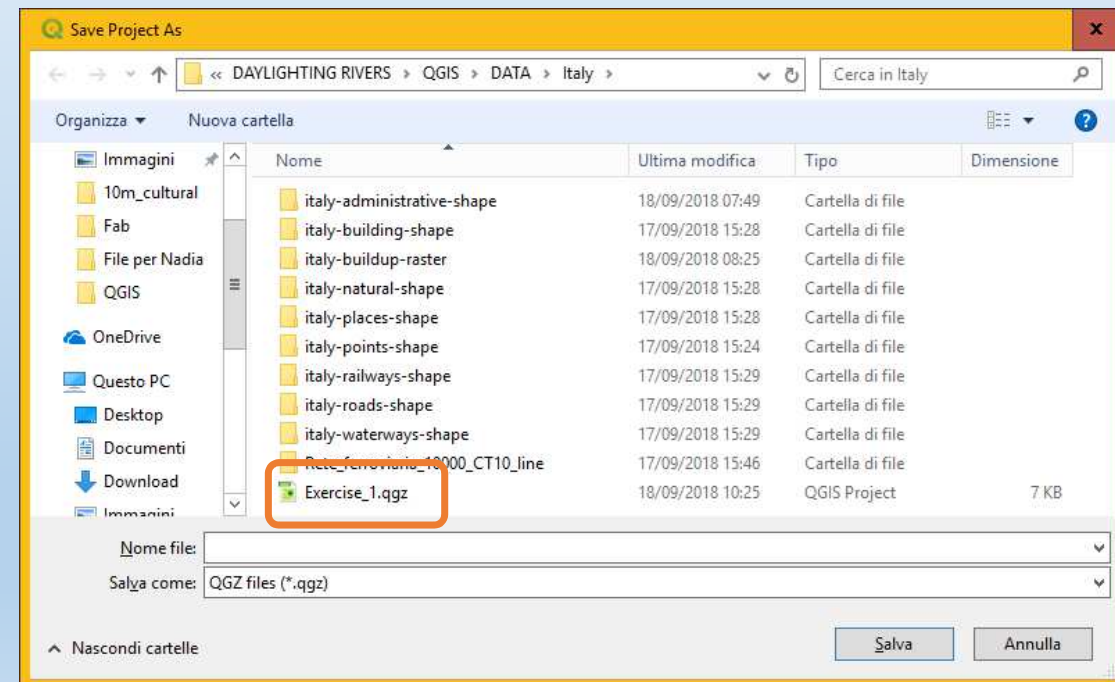 Save Project As
« DAYLIGHTING RIVERS › QGIS › DATA › Italy ›
Cerca in Italy
Organizza
Nuova cartella
Nome Ultima modifica Tipo Dimensione
Immagini
10m_cultural
Fab
File per Nadia
QGIS
OneDrive
Questo PC
Desktop
Documenti
Download
Immagini
italy-administrative-shape 18/09/2018 07:49 Cartella di file
italy-building-shape 17/09/2018 15:28 Cartella di file
italy-buildup-raster 18/09/2018 08:25 Cartella di file
italy-natural-shape 17/09/2018 15:28 Cartella di file
italy-places-shape 17/09/2018 15:28 Cartella di file
italy-points-shape 17/09/2018 15:24 Cartella di file
italy-railways-shape 17/09/2018 15:29 Cartella di file
italy-roads-shape 17/09/2018 15:29 Cartella di file
italy-waterways-shape 17/09/2018 15:29 Cartella di file
Rete_ferroviaria_10000_CT10_line 17/09/2018 15:46 Cartella di file
Exercise_1.qgz 18/09/2018 10:25 QGIS Project 7 KB
Nome file:
Salva come: QGZ files (*.qgz)
Nascondi cartelle
Salva
Annulla